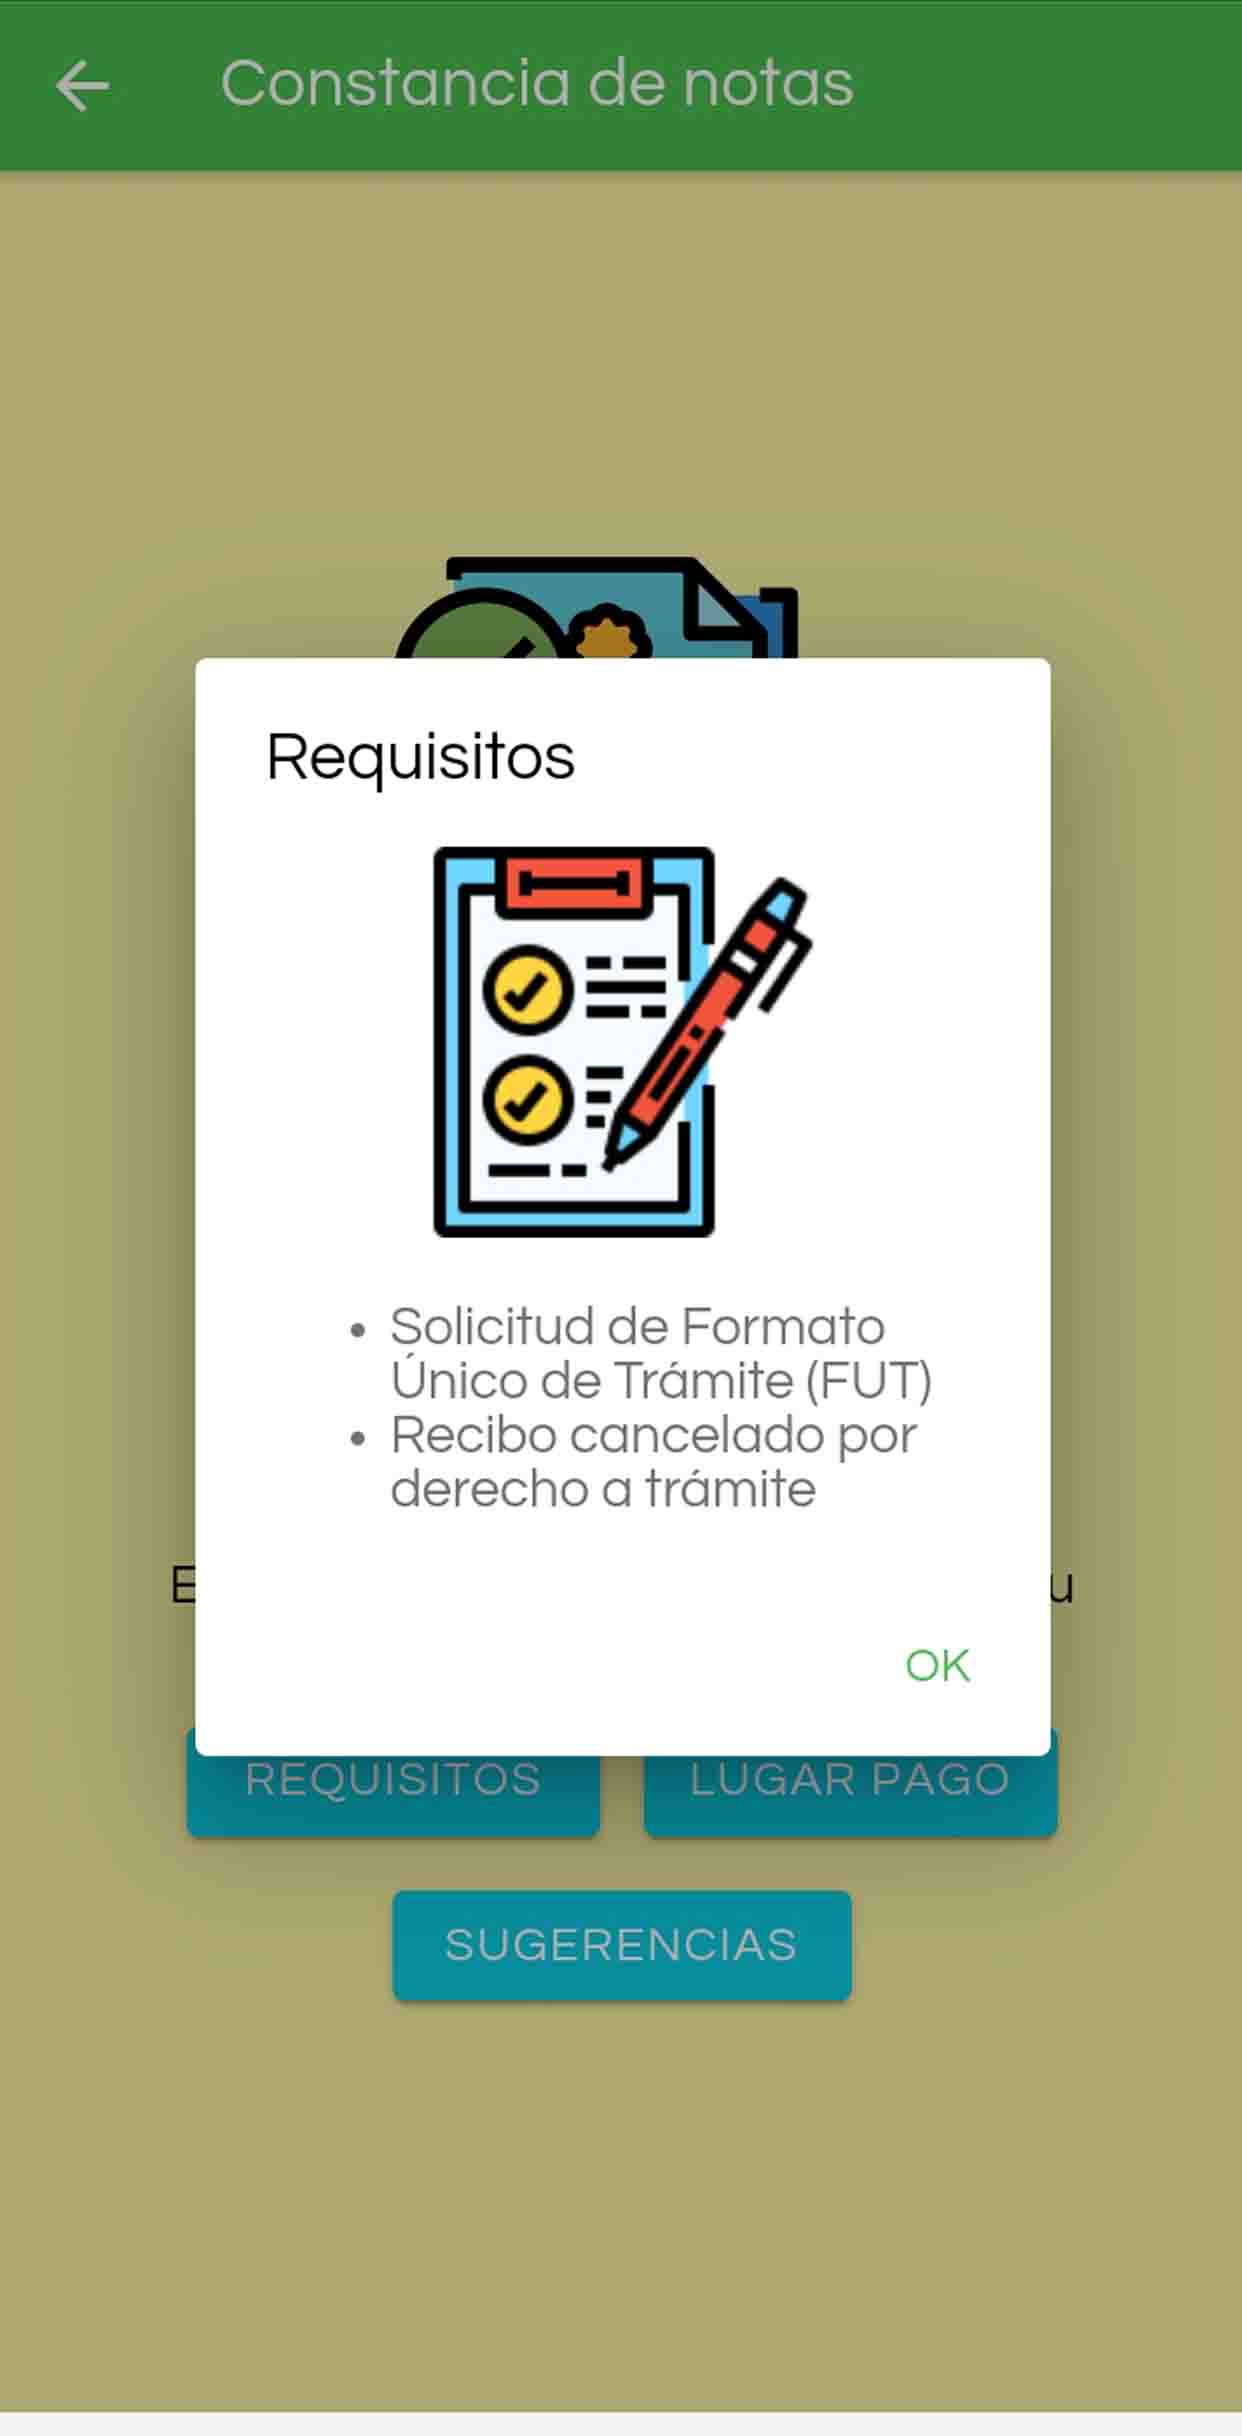 Constancia de notas
Requisitos
• Solicitud de Formato
Único de Trámite (FUT)
• Recibo cancelado por
derecho a trámite
OK
REQUISITOS
LUGAR PAGO
SUGERENCIAS